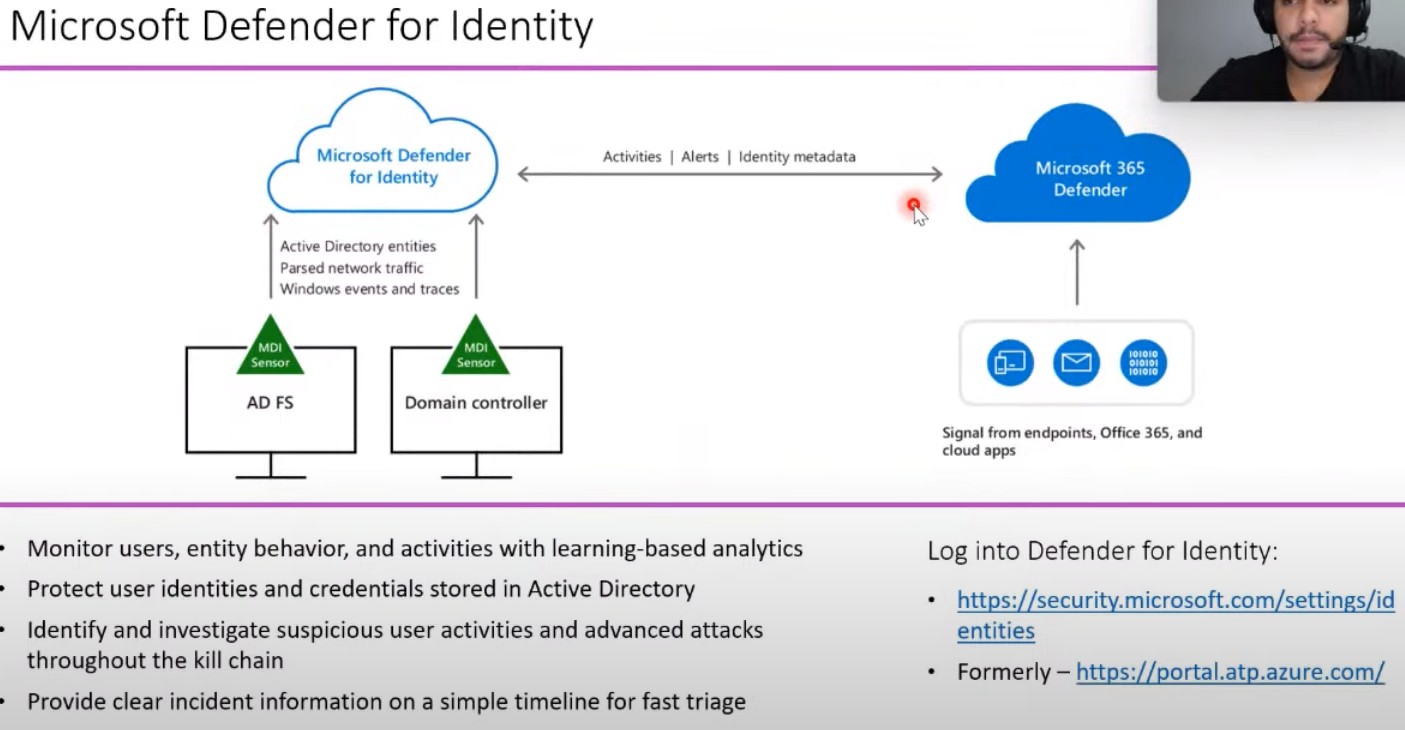 Microsoft Defender for Identity
Microsoft Defender
for Identity
Activities | Alerts | Identity metadata
Microsoft 365
Defender
Active Directory entities
Parsed network traffic
Windows events and traces
MDI
Sensor
AD FS
MDI
Sensor
Domain controller
IOIOIO
OIOIOI
IOIOIO
Signal from endpoints, Office 365, and
cloud apps
• Monitor users, entity behavior, and activities with learning-based analytics
• Protect user identities and credentials stored in Active Directory
• Identify and investigate suspicious user activities and advanced attacks
throughout the kill chain
• Provide clear incident information on a simple timeline for fast triage
Log into Defender for Identity:
• https://security.microsoft.com/settings/id
entities
• Formerly – https://portal.atp.azure.com/